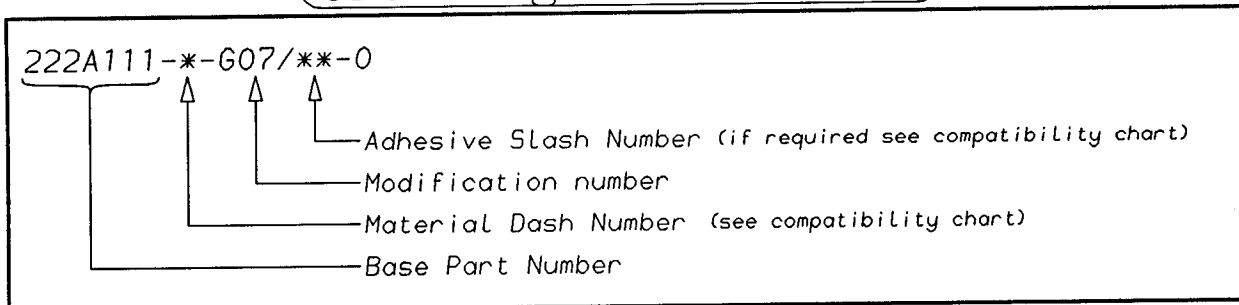 222A111-*-G07/**-0
Adhesive Slash Number (if required see compatibility chart)
Modification number
Material Dash Number (see compatibility chart)
Base Part Number